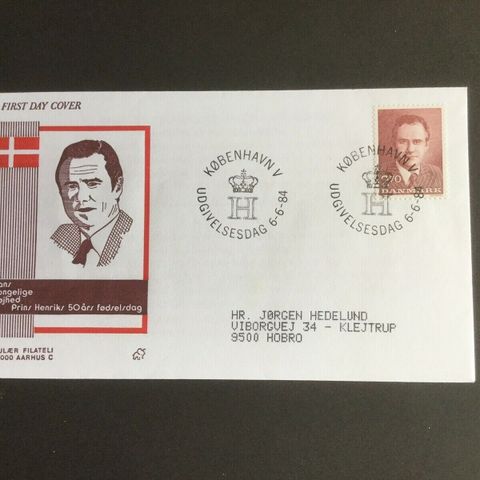 FIRST DAY COVER
KØBENHAVN V
H
UDGIVELSESDAG 6-6-84
KØBENHAVN V
H
UDGIVELSESDAG 6-6-84
DANMARK
Prins Henriks 50 års fødselsdag
HR. JØRGEN HEDELUND
VIBORGVEJ 34 - KLEJTRUP
9500 HOBRO
FILATELI
AARHUS C